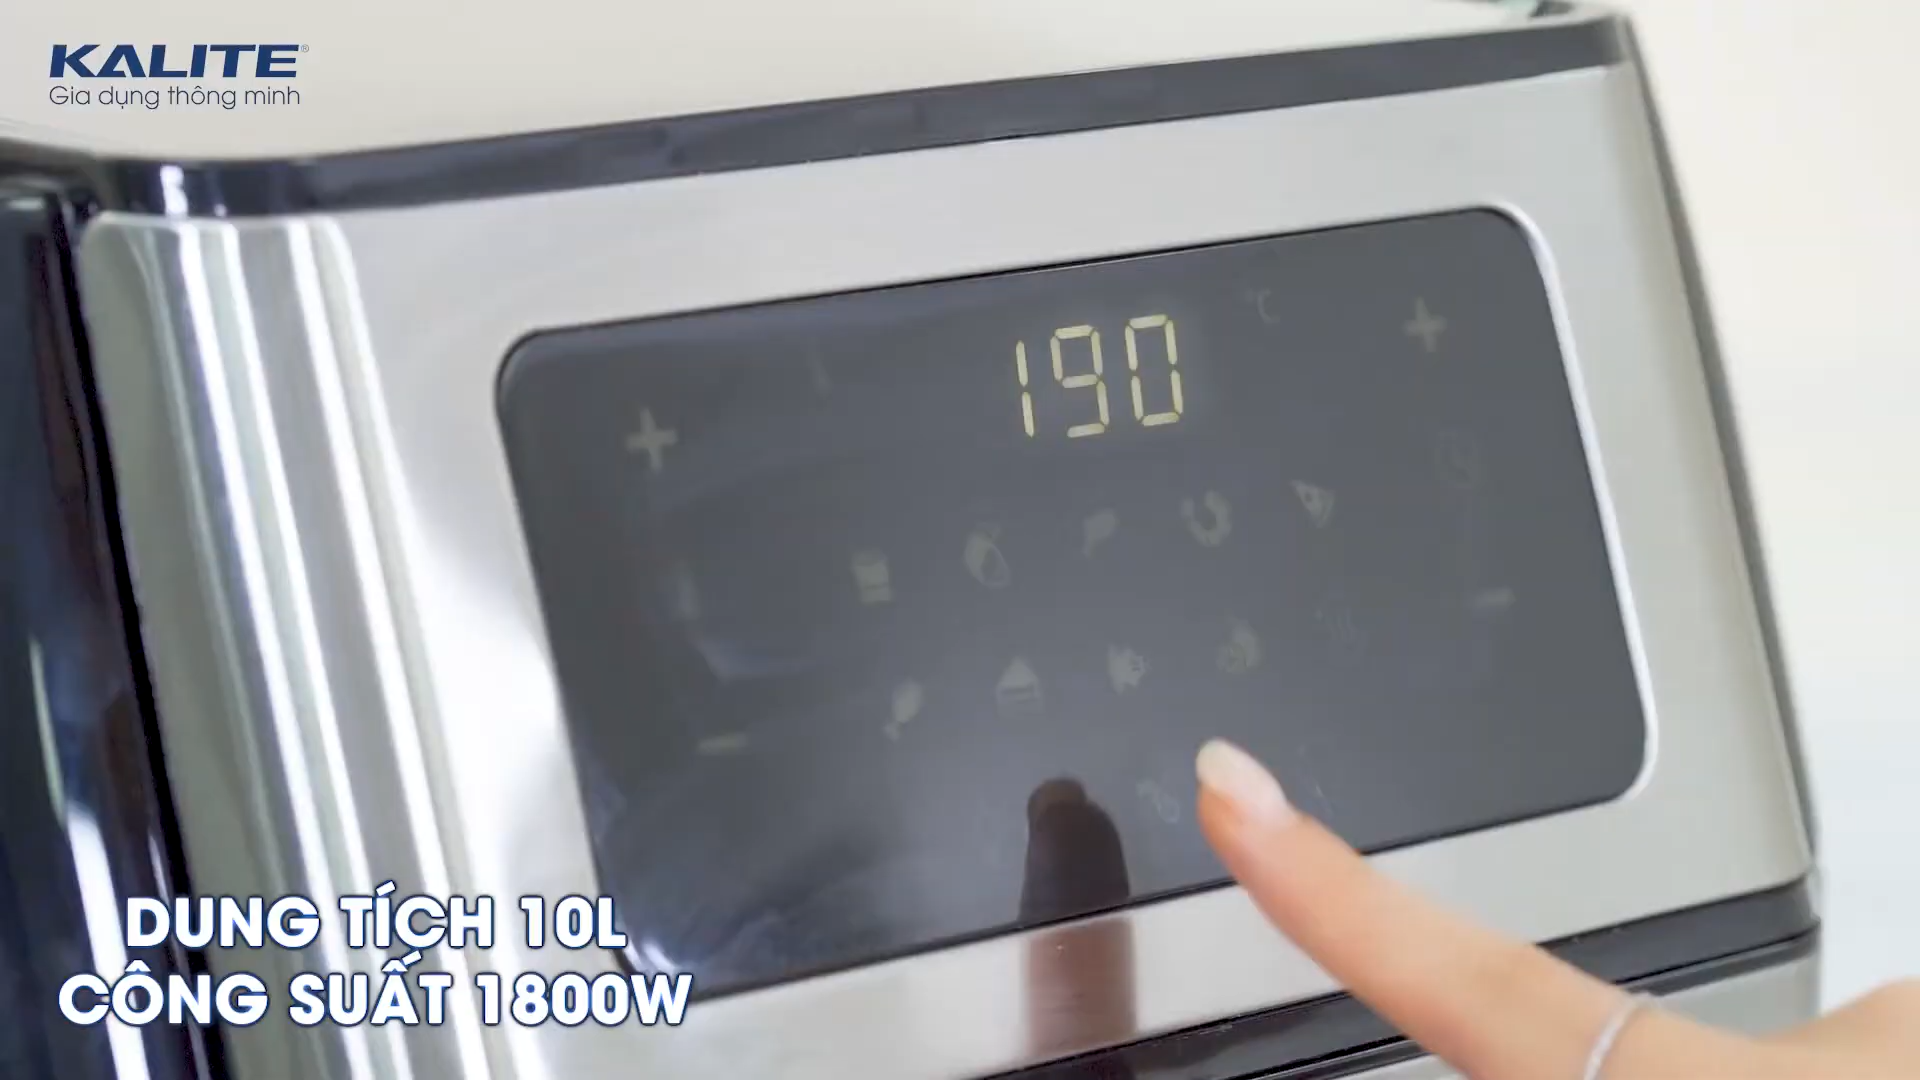 KALITE®
Gia dụng thông minh
190
°C
DUNG TÍCH 10L
CÔNG SUẤT 1800W